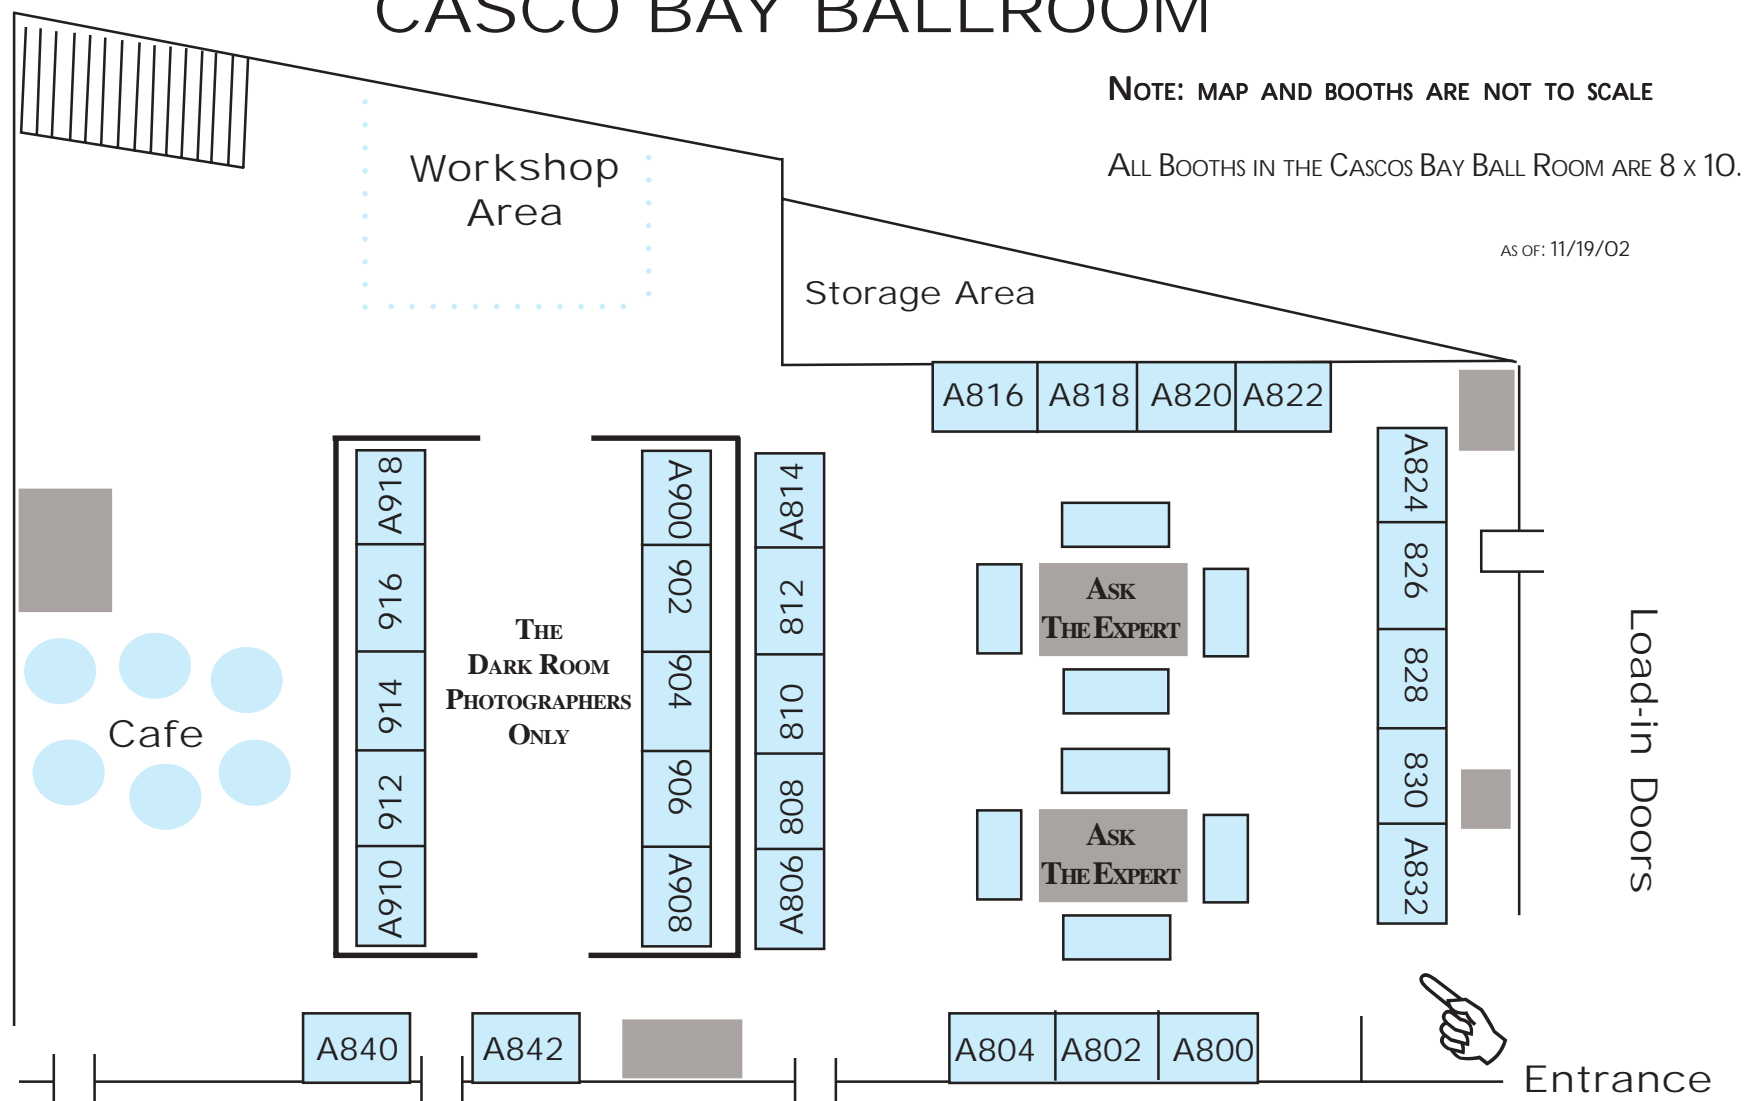 CASCO BAY BALLROOM
NOTE: MAP AND BOOTHS ARE NOT TO SCALE
ALL BOOTHS IN THE CASCOS BAY BALL ROOM ARE 8 X 10.
AS OF: 11/19/02
Workshop
Area
Storage Area
A816 A818 A820 A822
A918
916
914
912
A910
THE
DARK ROOM
PHOTOGRAPHERS
ONLY
A900
902
904
906
A908
A814
812
810
808
A806
ASK
THE EXPERT
ASK
THE EXPERT
A824
826
828
830
A832
Load-in Doors
Cafe
A840 A842 A804 A802 A800
Entrance